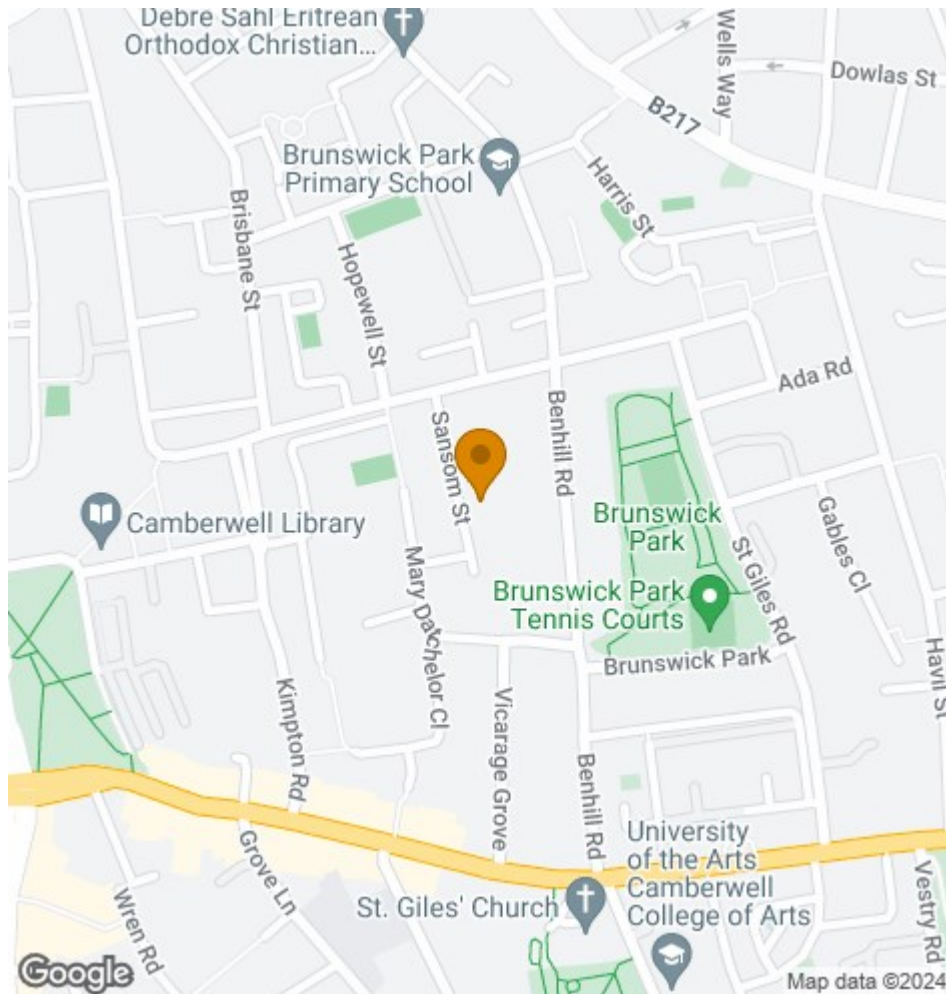 Debre Sahl Eritrean
Orthodox Christian...
Wells Way
Dowlas St
B217
Brunswick Park
Primary School
Harris St
Brisbane St
Hopewell St
Ada Rd
Benhill Rd
Sansom St
Camberwell Library
Brunswick
Park
Gables Cl
St Giles Rd
Brunswick Park
Tennis Courts
Mary Datchelor Cl
Brunswick Park
Havil St
Kimpton Rd
Vicarage Grove
Benhill Rd
University
of the Arts
Camberwell
College of Arts
Grove Ln
St. Giles' Church
Wren Rd
Vestry Rd
Google
Map data ©2024